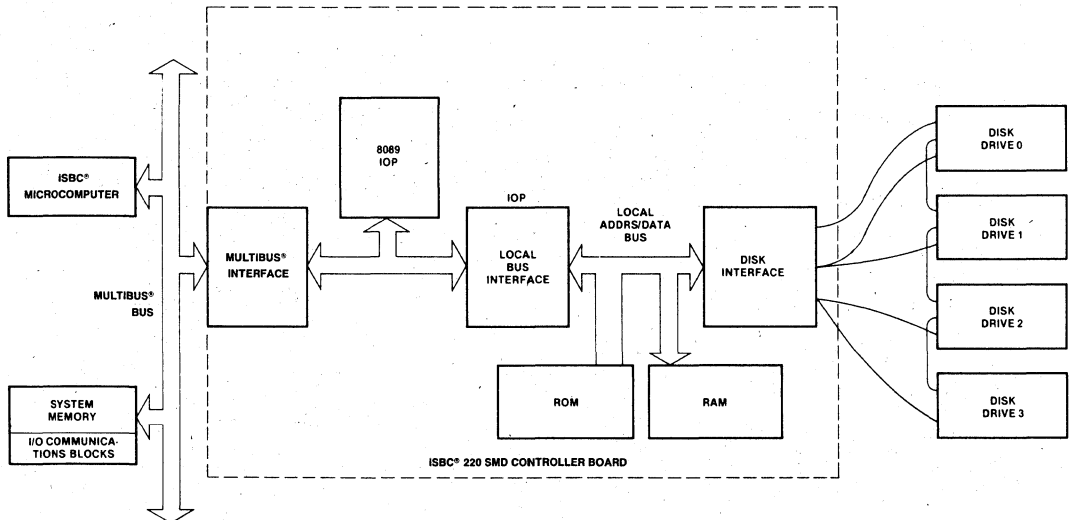 iSBC®
MICROCOMPUTER
MULTIBUS®
BUS
SYSTEM
MEMORY
I/O COMMUNICA-
TIONS BLOCKS
8089
IOP
MULTIBUS®
INTERFACE
IOP
LOCAL
BUS
INTERFACE
LOCAL
ADDRS/DATA
BUS
DISK
INTERFACE
ROM
RAM
iSBC® 220 SMD CONTROLLER BOARD
DISK
DRIVE 0
DISK
DRIVE 1
DISK
DRIVE 2
DISK
DRIVE 3